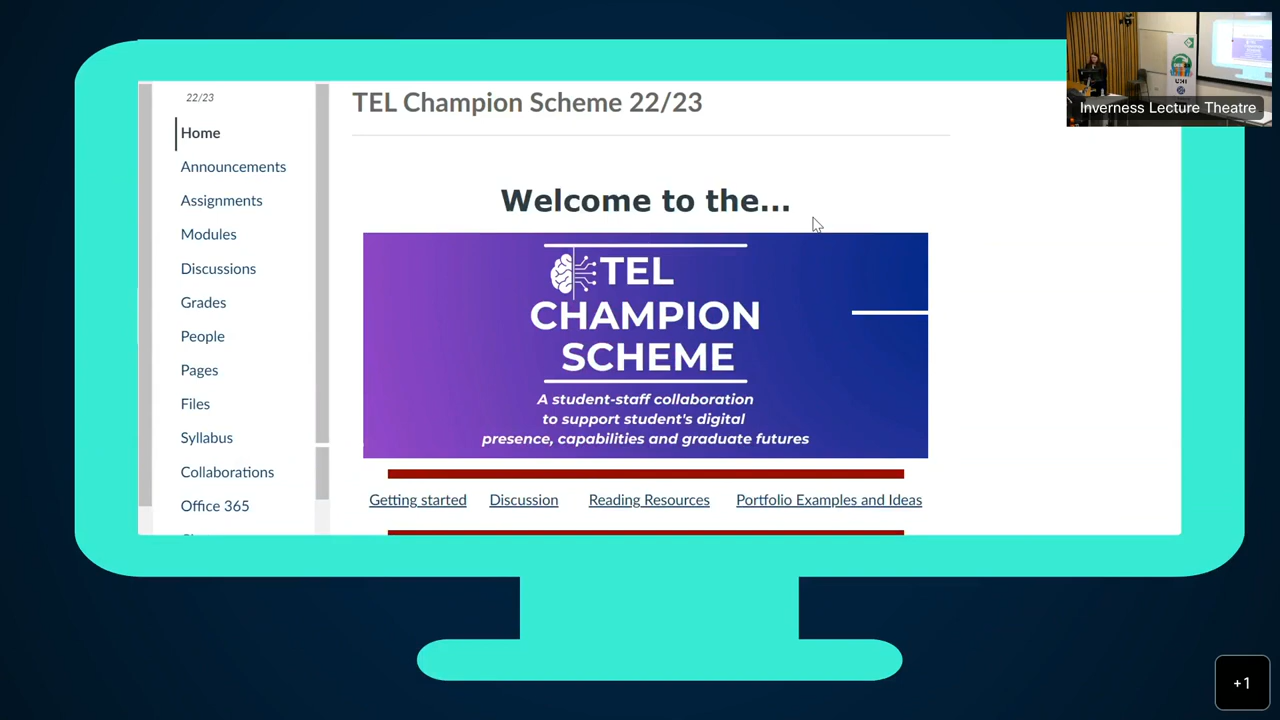 22/23
Home
Announcements
Assignments
Modules
Discussions
Grades
People
Pages
Files
Syllabus
Collaborations
Office 365
TEL Champion Scheme 22/23
Welcome to the...
TEL
CHAMPION
SCHEME
A student-staff collaboration
to support student's digital
presence, capabilities and graduate futures
Getting started Discussion Reading Resources Portfolio Examples and Ideas
UHI
Inverness Lecture Theatre
+1